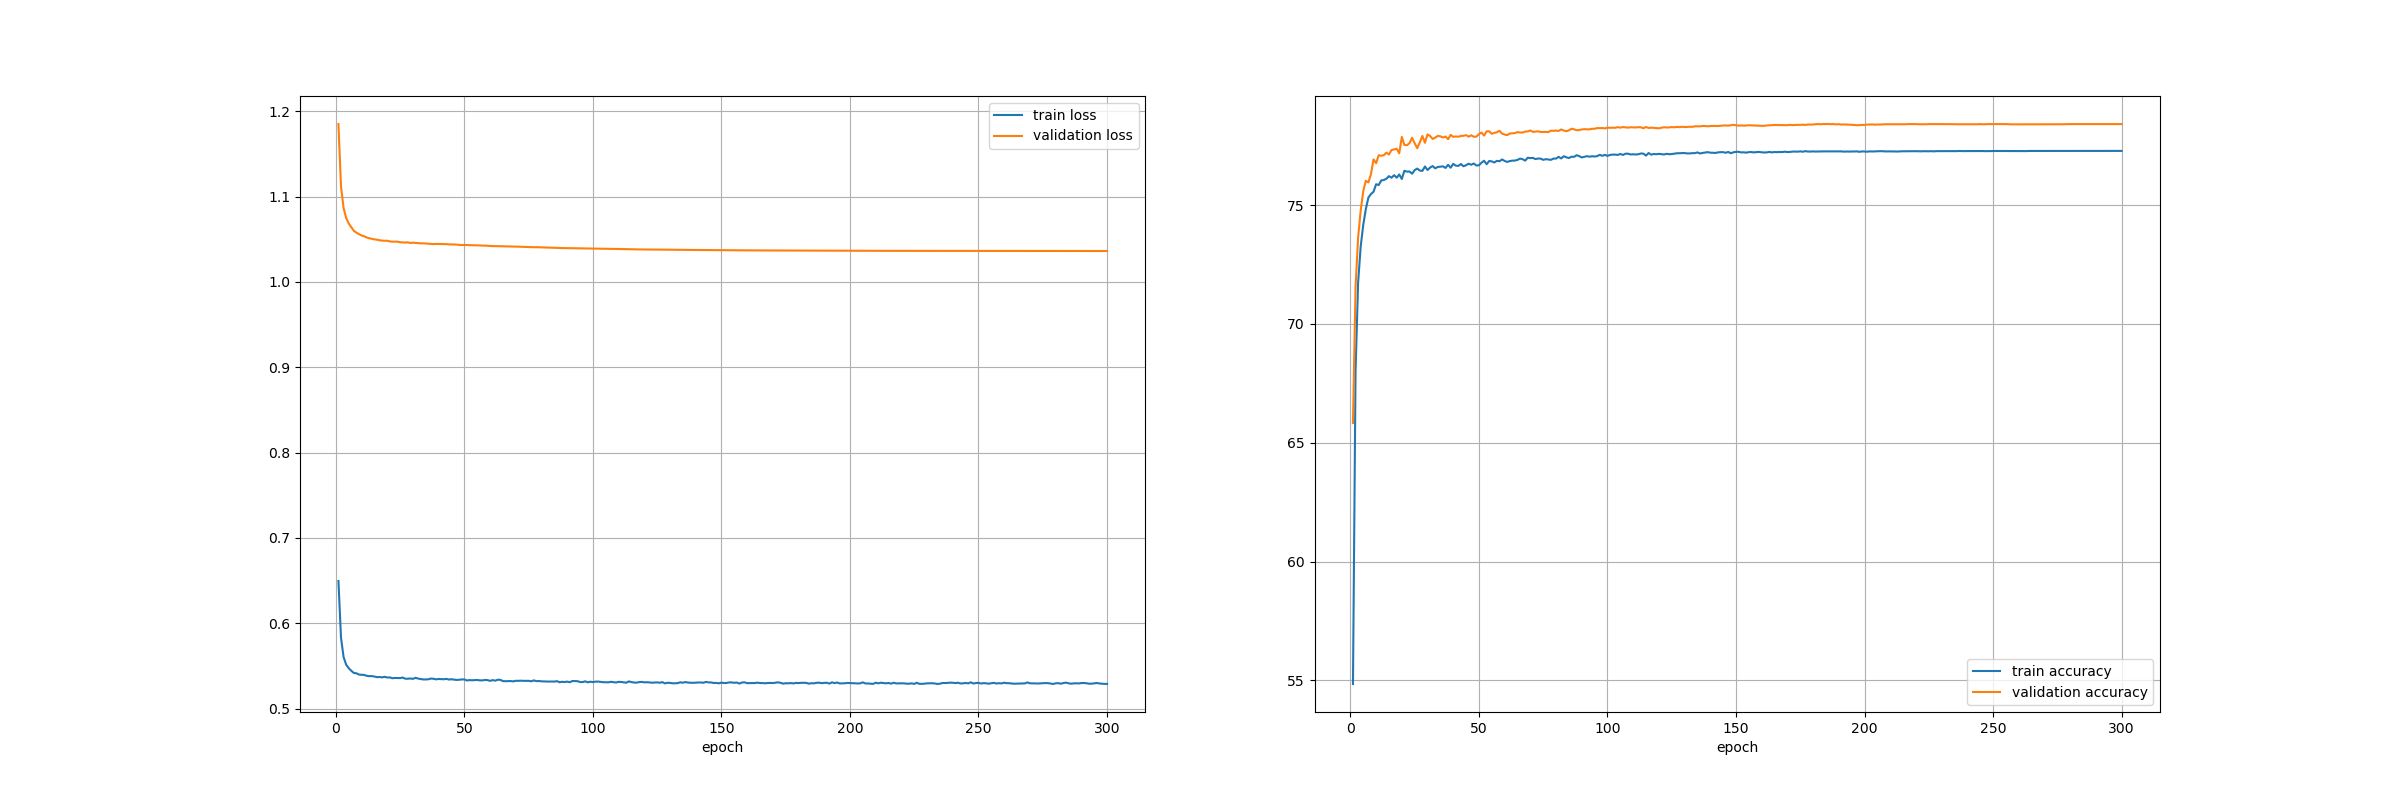 1.2
1.1
1.0
0.9
0.8
0.7
0.6
0.5
0 50 100 150 200 250 300
epoch
train loss
validation loss
75
70
65
60
55
0 50 100 150 200 250 300
epoch
train accuracy
validation accuracy